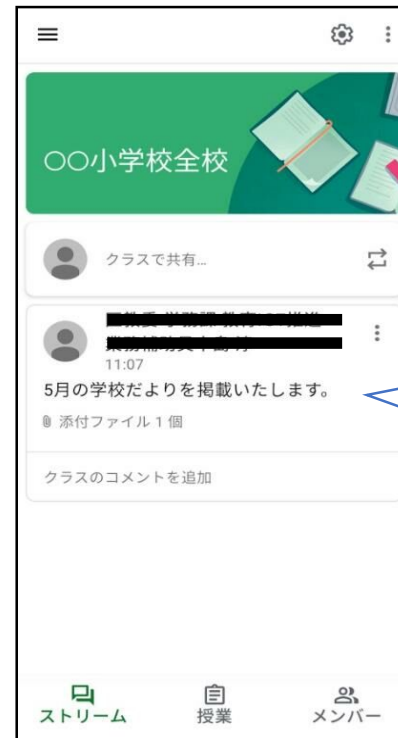 〇〇小学校全校
クラスで共有…
11:07
5月の学校だよりを掲載いたします。
添付ファイル 1 個
クラスのコメントを追加
ストリーム
授業
メンバー